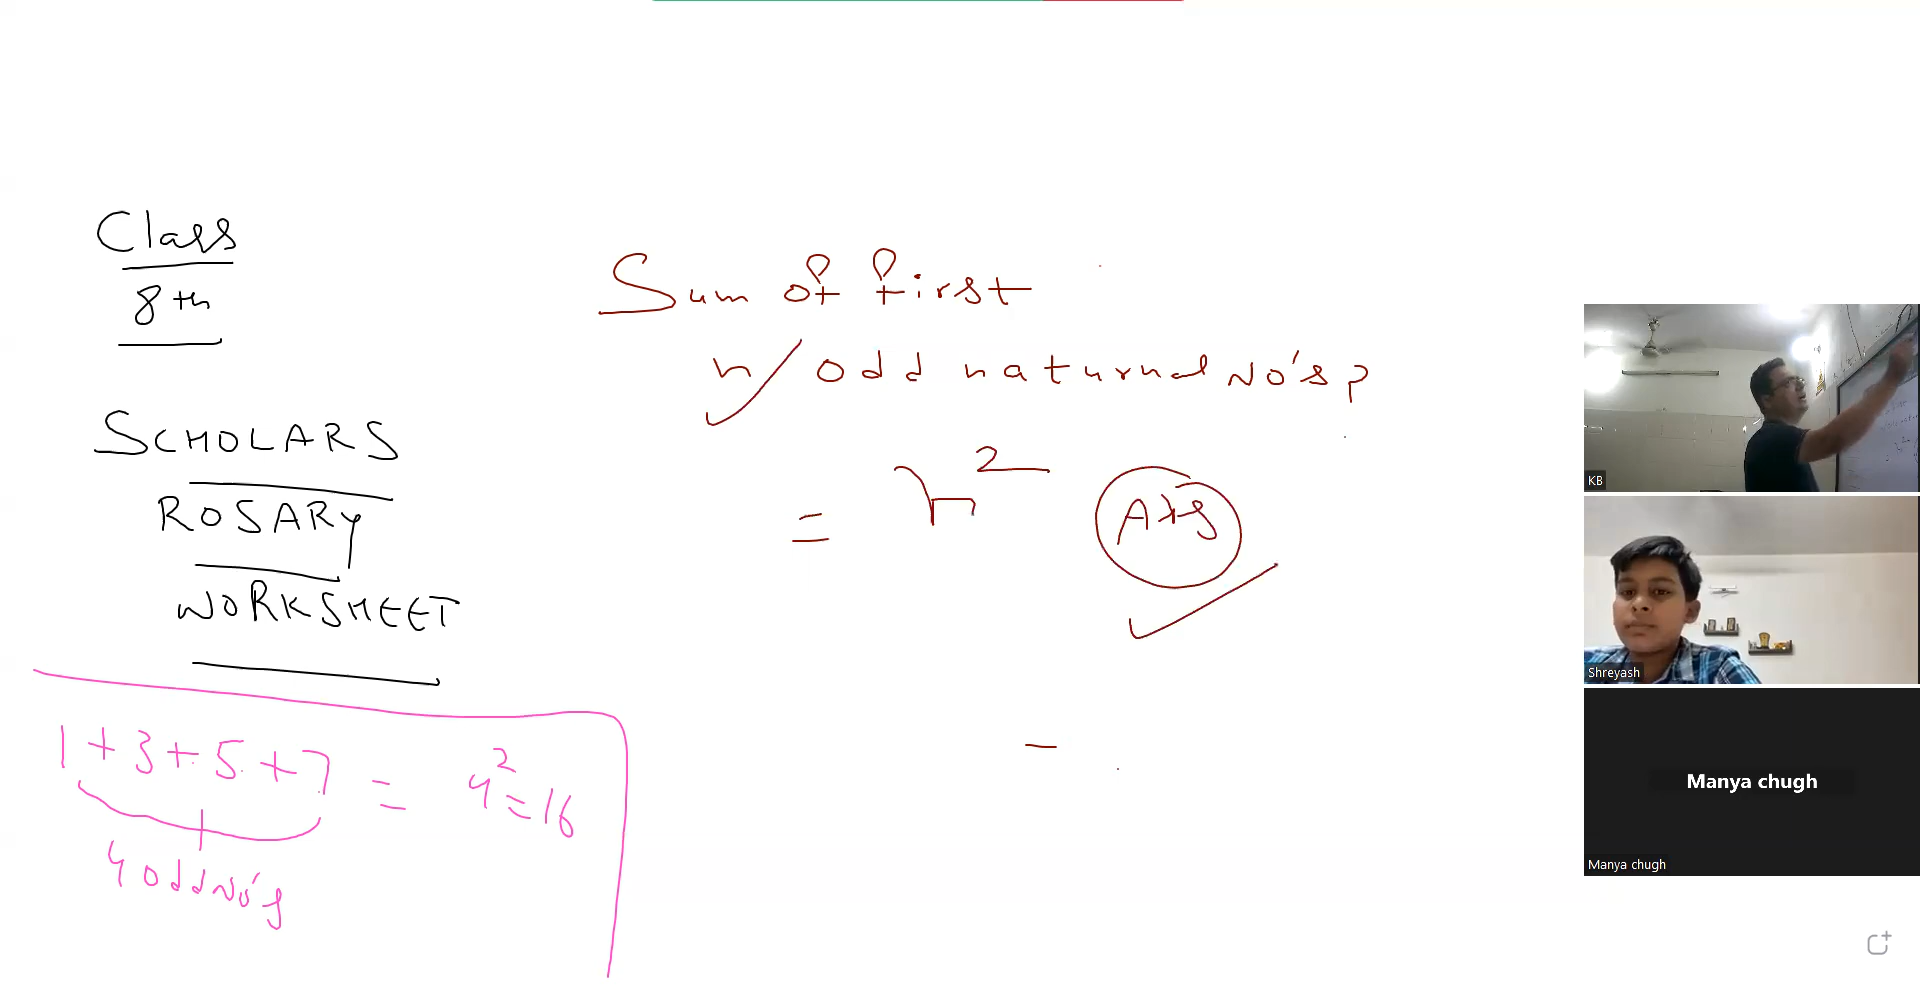 Class
8th
SCHOLARS
ROSARY
WORKSHEET
1 + 3 + 5 + 7 = 4² = 16
4 odd No's
Sum of first
n odd naturnal No's?
= n² Ans
KB
Shreyash
Manya chugh
Manya chugh